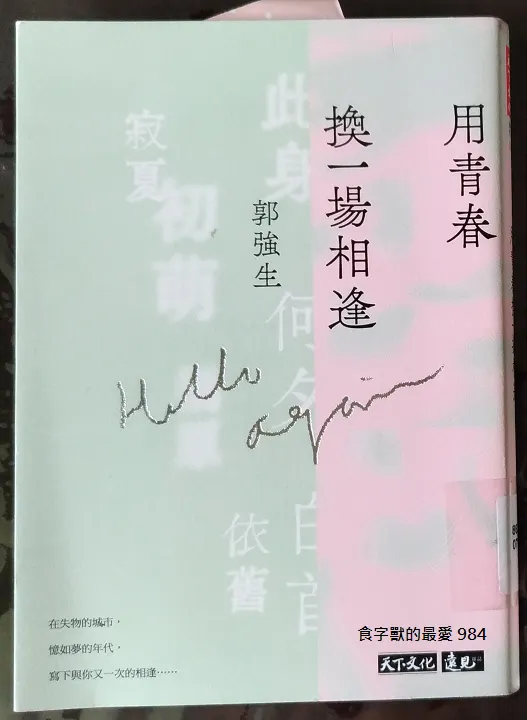 用青春
換一場相逢
郭強生
此身
何夕
白首
寂夏
初萌
依舊
Hello
again
在失物的城市，
憶如夢的年代，
寫下與你又一次的相逢……
食字獸的最愛 984
天下文化
遠見